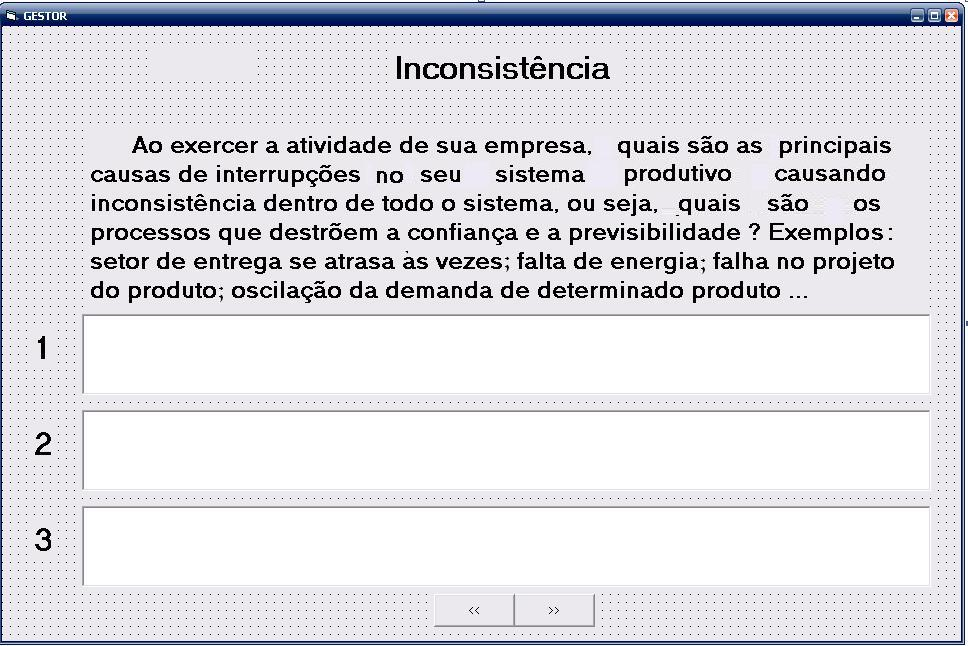 GESTOR
Inconsistência
Ao exercer a atividade de sua empresa, quais são as principais
causas de interrupções no seu sistema produtivo causando
inconsistência dentro de todo o sistema, ou seja, quais são os
processos que destrõem a confiança e a previsibilidade ? Exemplos:
setor de entrega se atrasa às vezes; falta de energia; falha no projeto
do produto; oscilação da demanda de determinado produto ...
1
2
3
<< >>